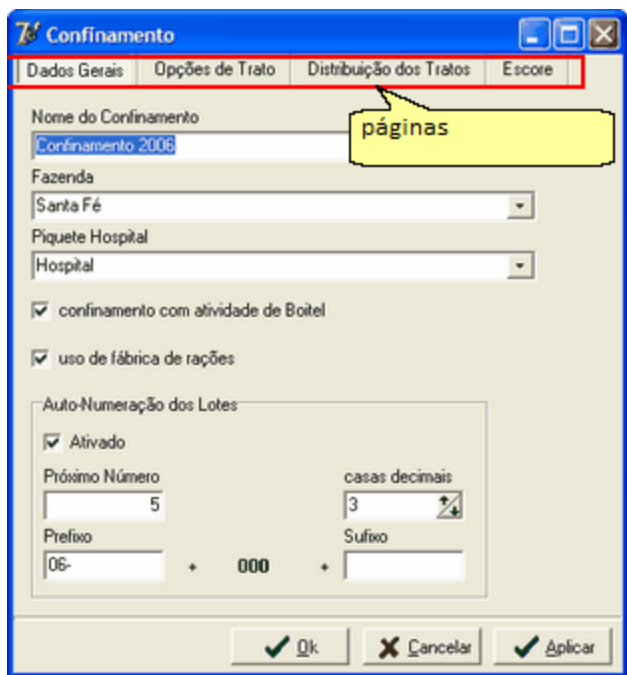 Confinamento
Dados Gerais Opções de Trato Distribuição dos Tratos Escore
páginas
Nome do Confinamento
Confinamento 2006
Fazenda
Santa Fé
Piquete Hospital
Hospital
confinamento com atividade de Boitel
uso de fábrica de rações
Auto-Numeração dos Lotes
Ativado
Próximo Número casas decimais
5 3
Prefixo Sufixo
06- + 000 +
Ok Cancelar Aplicar